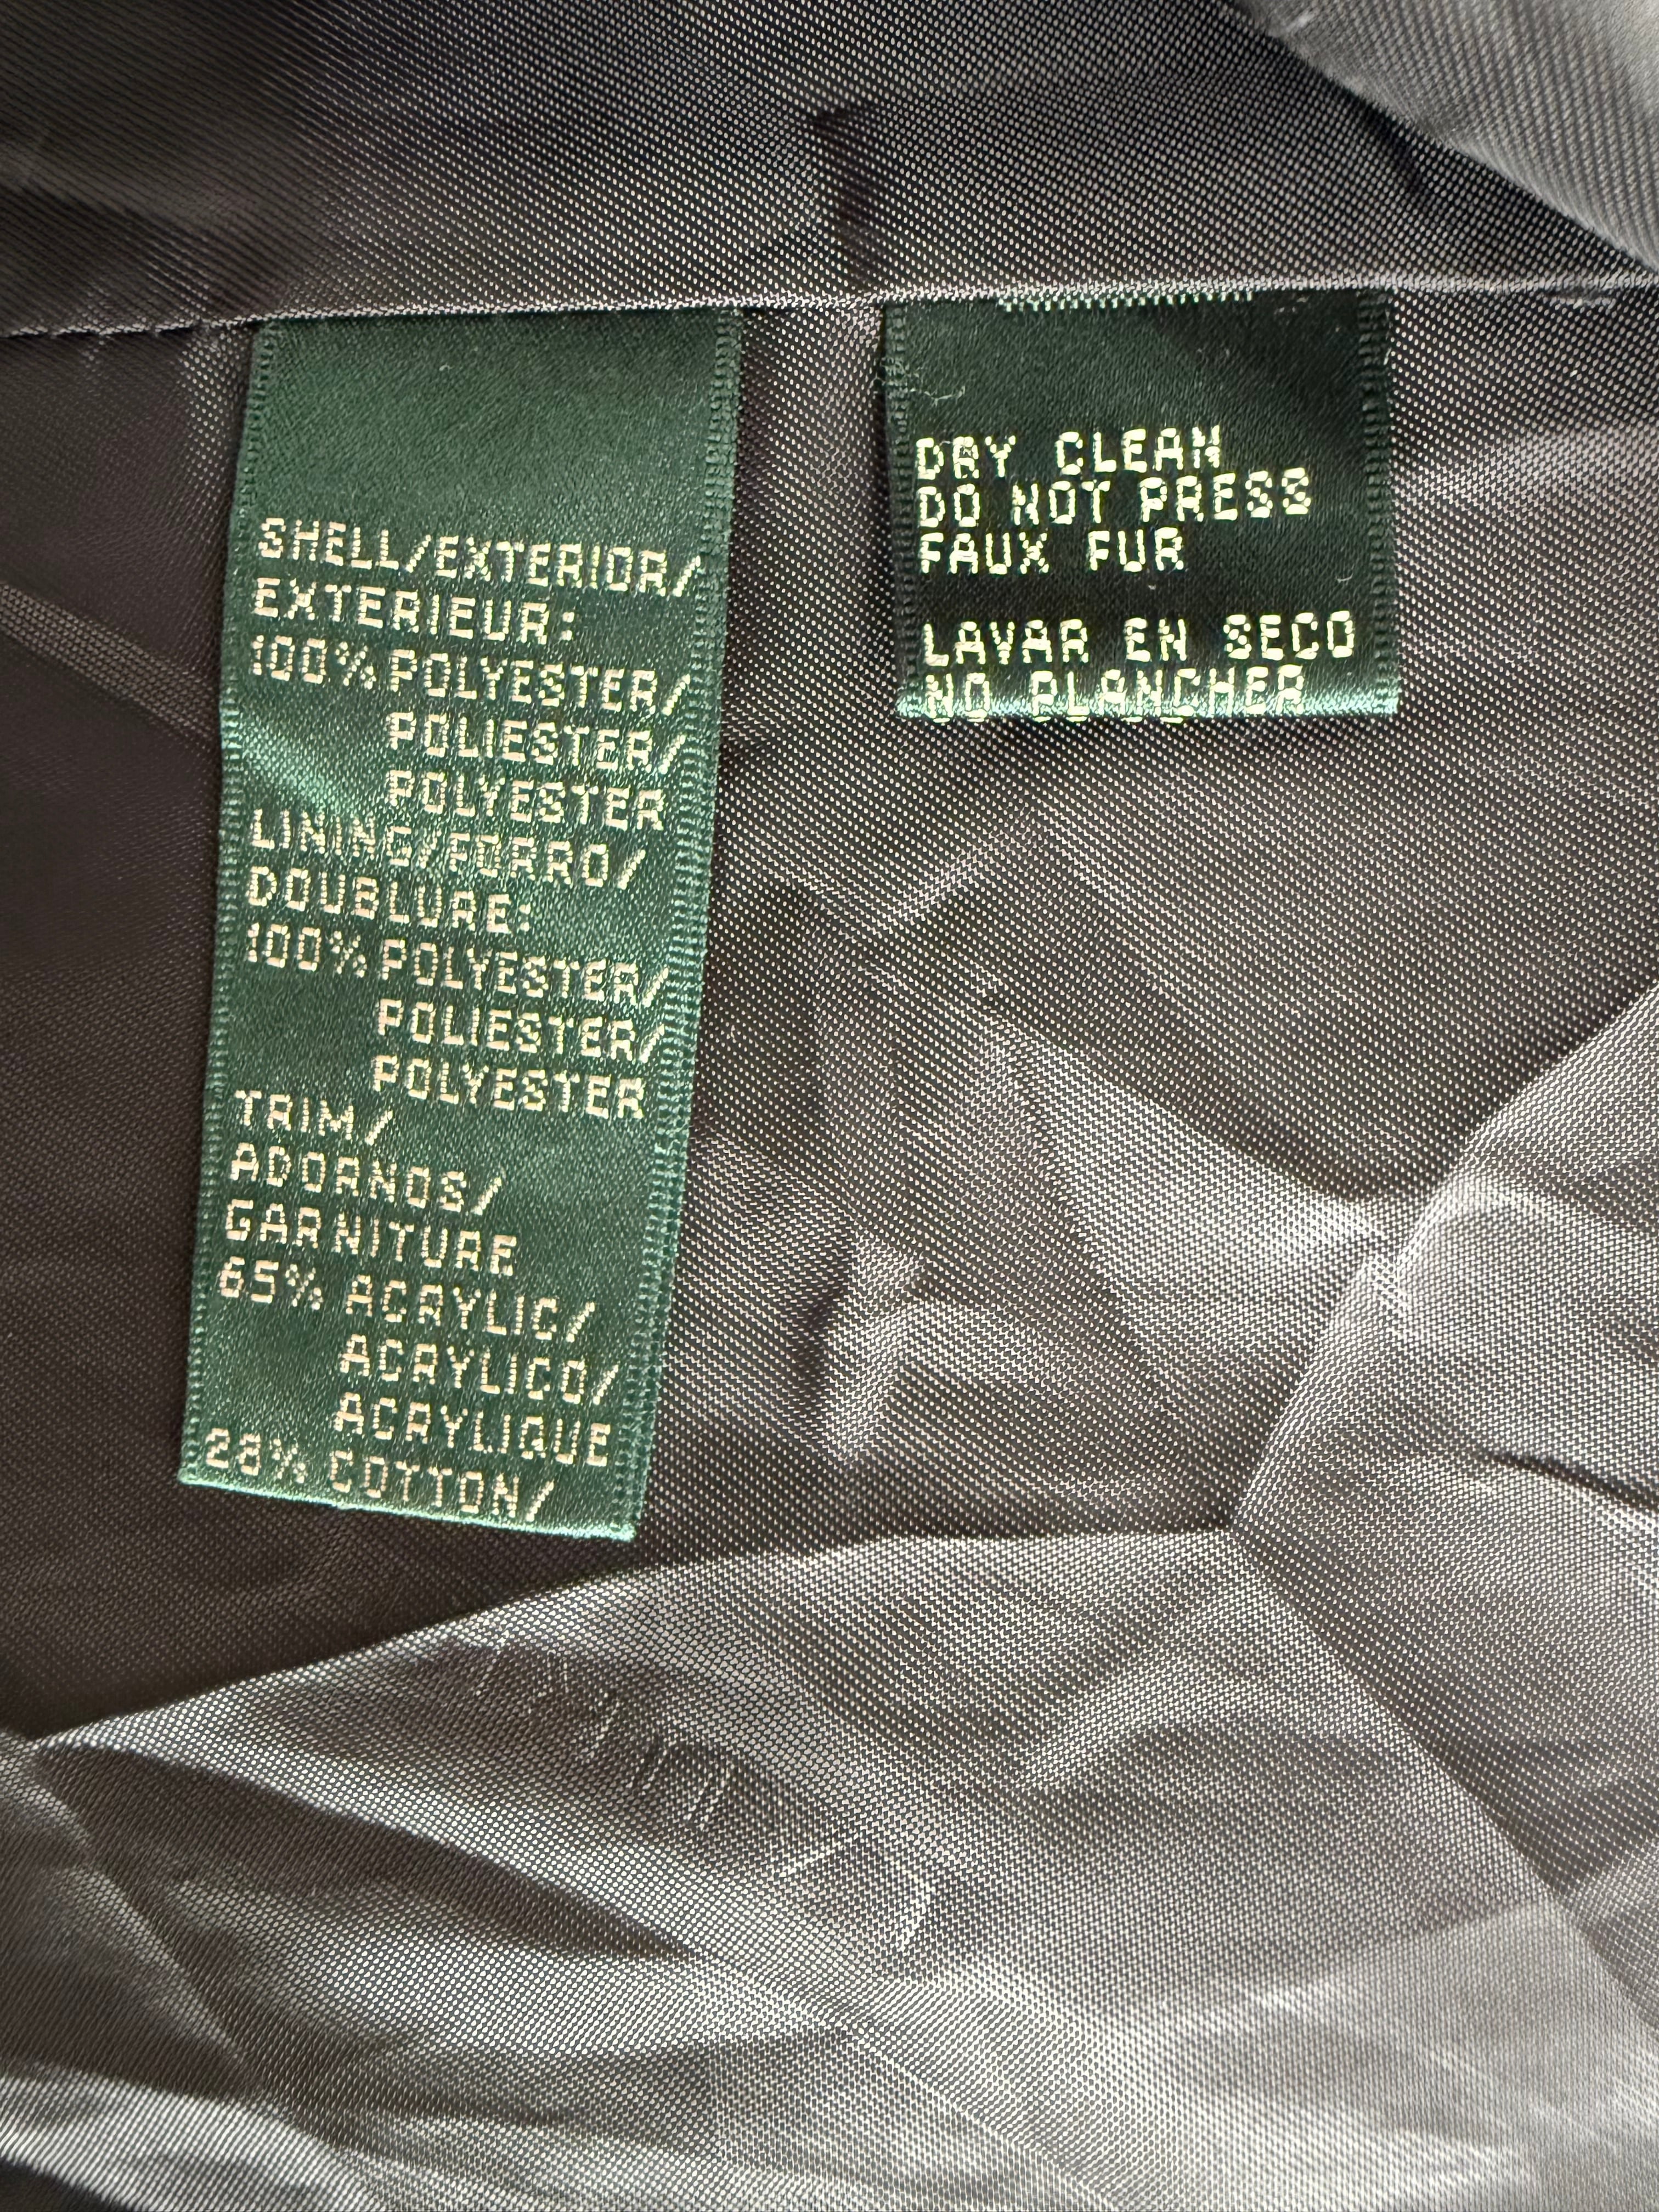 SHELL/EXTERIOR/
EXTERIEUR:
100% POLYESTER/
POLIESTER/
POLYESTER
LINING/FORRO/
DOUBLURE:
100% POLYESTER/
POLIESTER/
POLYESTER
TRIM/
ADORNOS/
GARNITURE
65% ACRYLIC/
ACRYLICO/
ACRYLIQUE
28% COTTON/
DRY CLEAN
DO NOT PRESS
FAUX FUR
LAVAR EN SECO
NO PLANCHER